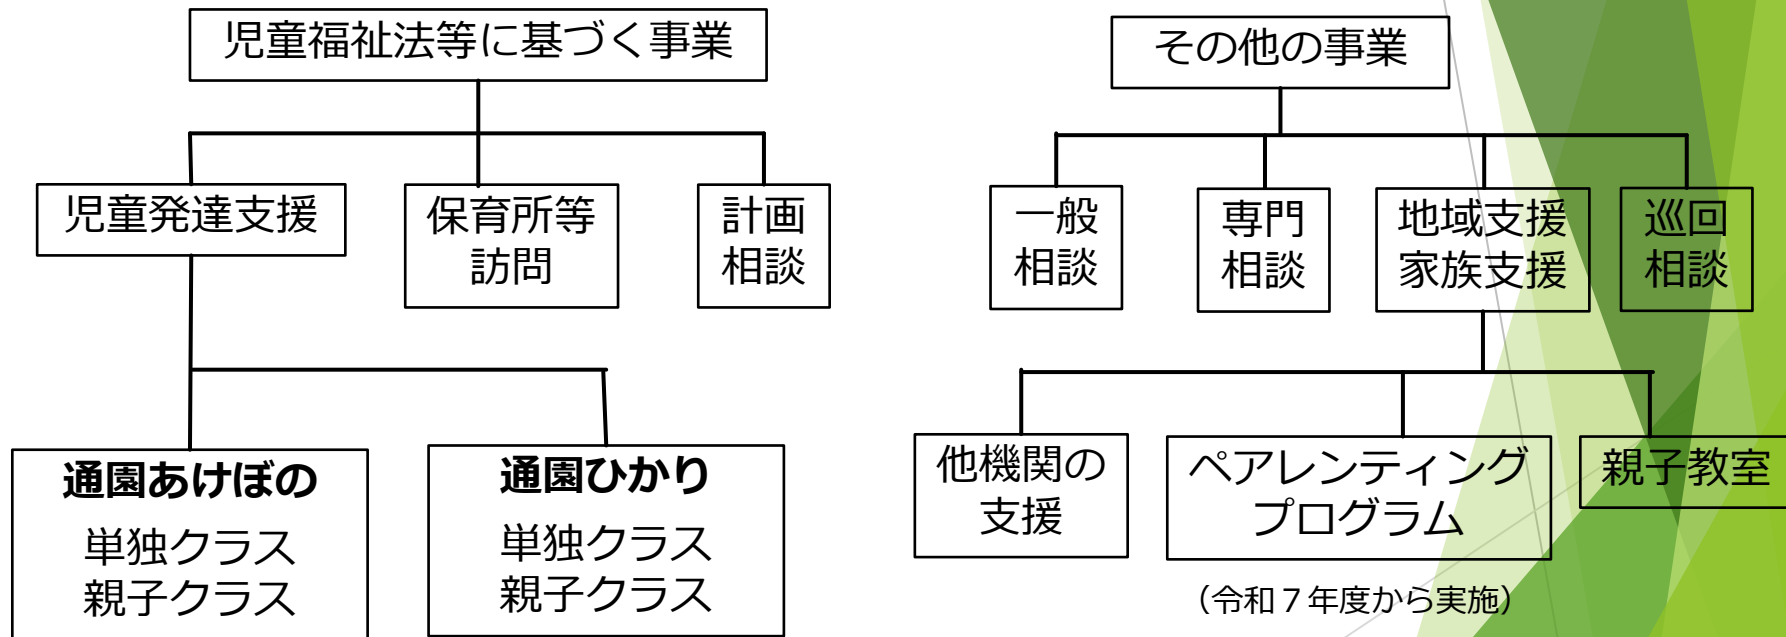 児童福祉法等に基づく事業
その他の事業
児童発達支援
保育所等
訪問
計画
相談
一般
相談
専門
相談
地域支援
家族支援
巡回
相談
通園あけぼの
単独クラス
親子クラス
通園ひかり
単独クラス
親子クラス
他機関の
支援
ペアレンティング
プログラム
親子教室
（令和７年度から実施）